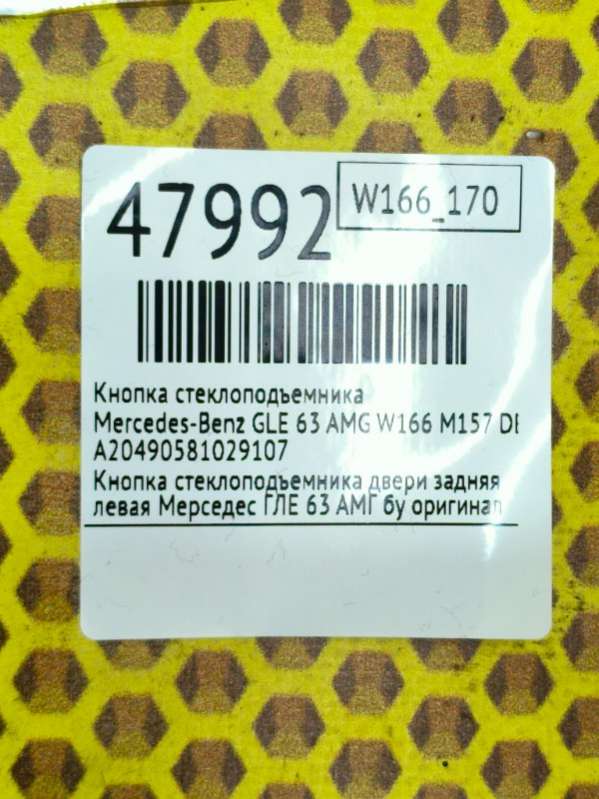 47992
W166_170
Кнопка стеклоподъемника
Mercedes-Benz GLE 63 AMG W166 M157
A20490581029107
Кнопка стеклоподъемника двери задняя
левая Мерседес ГЛЕ 63 АМГ бу оригинал